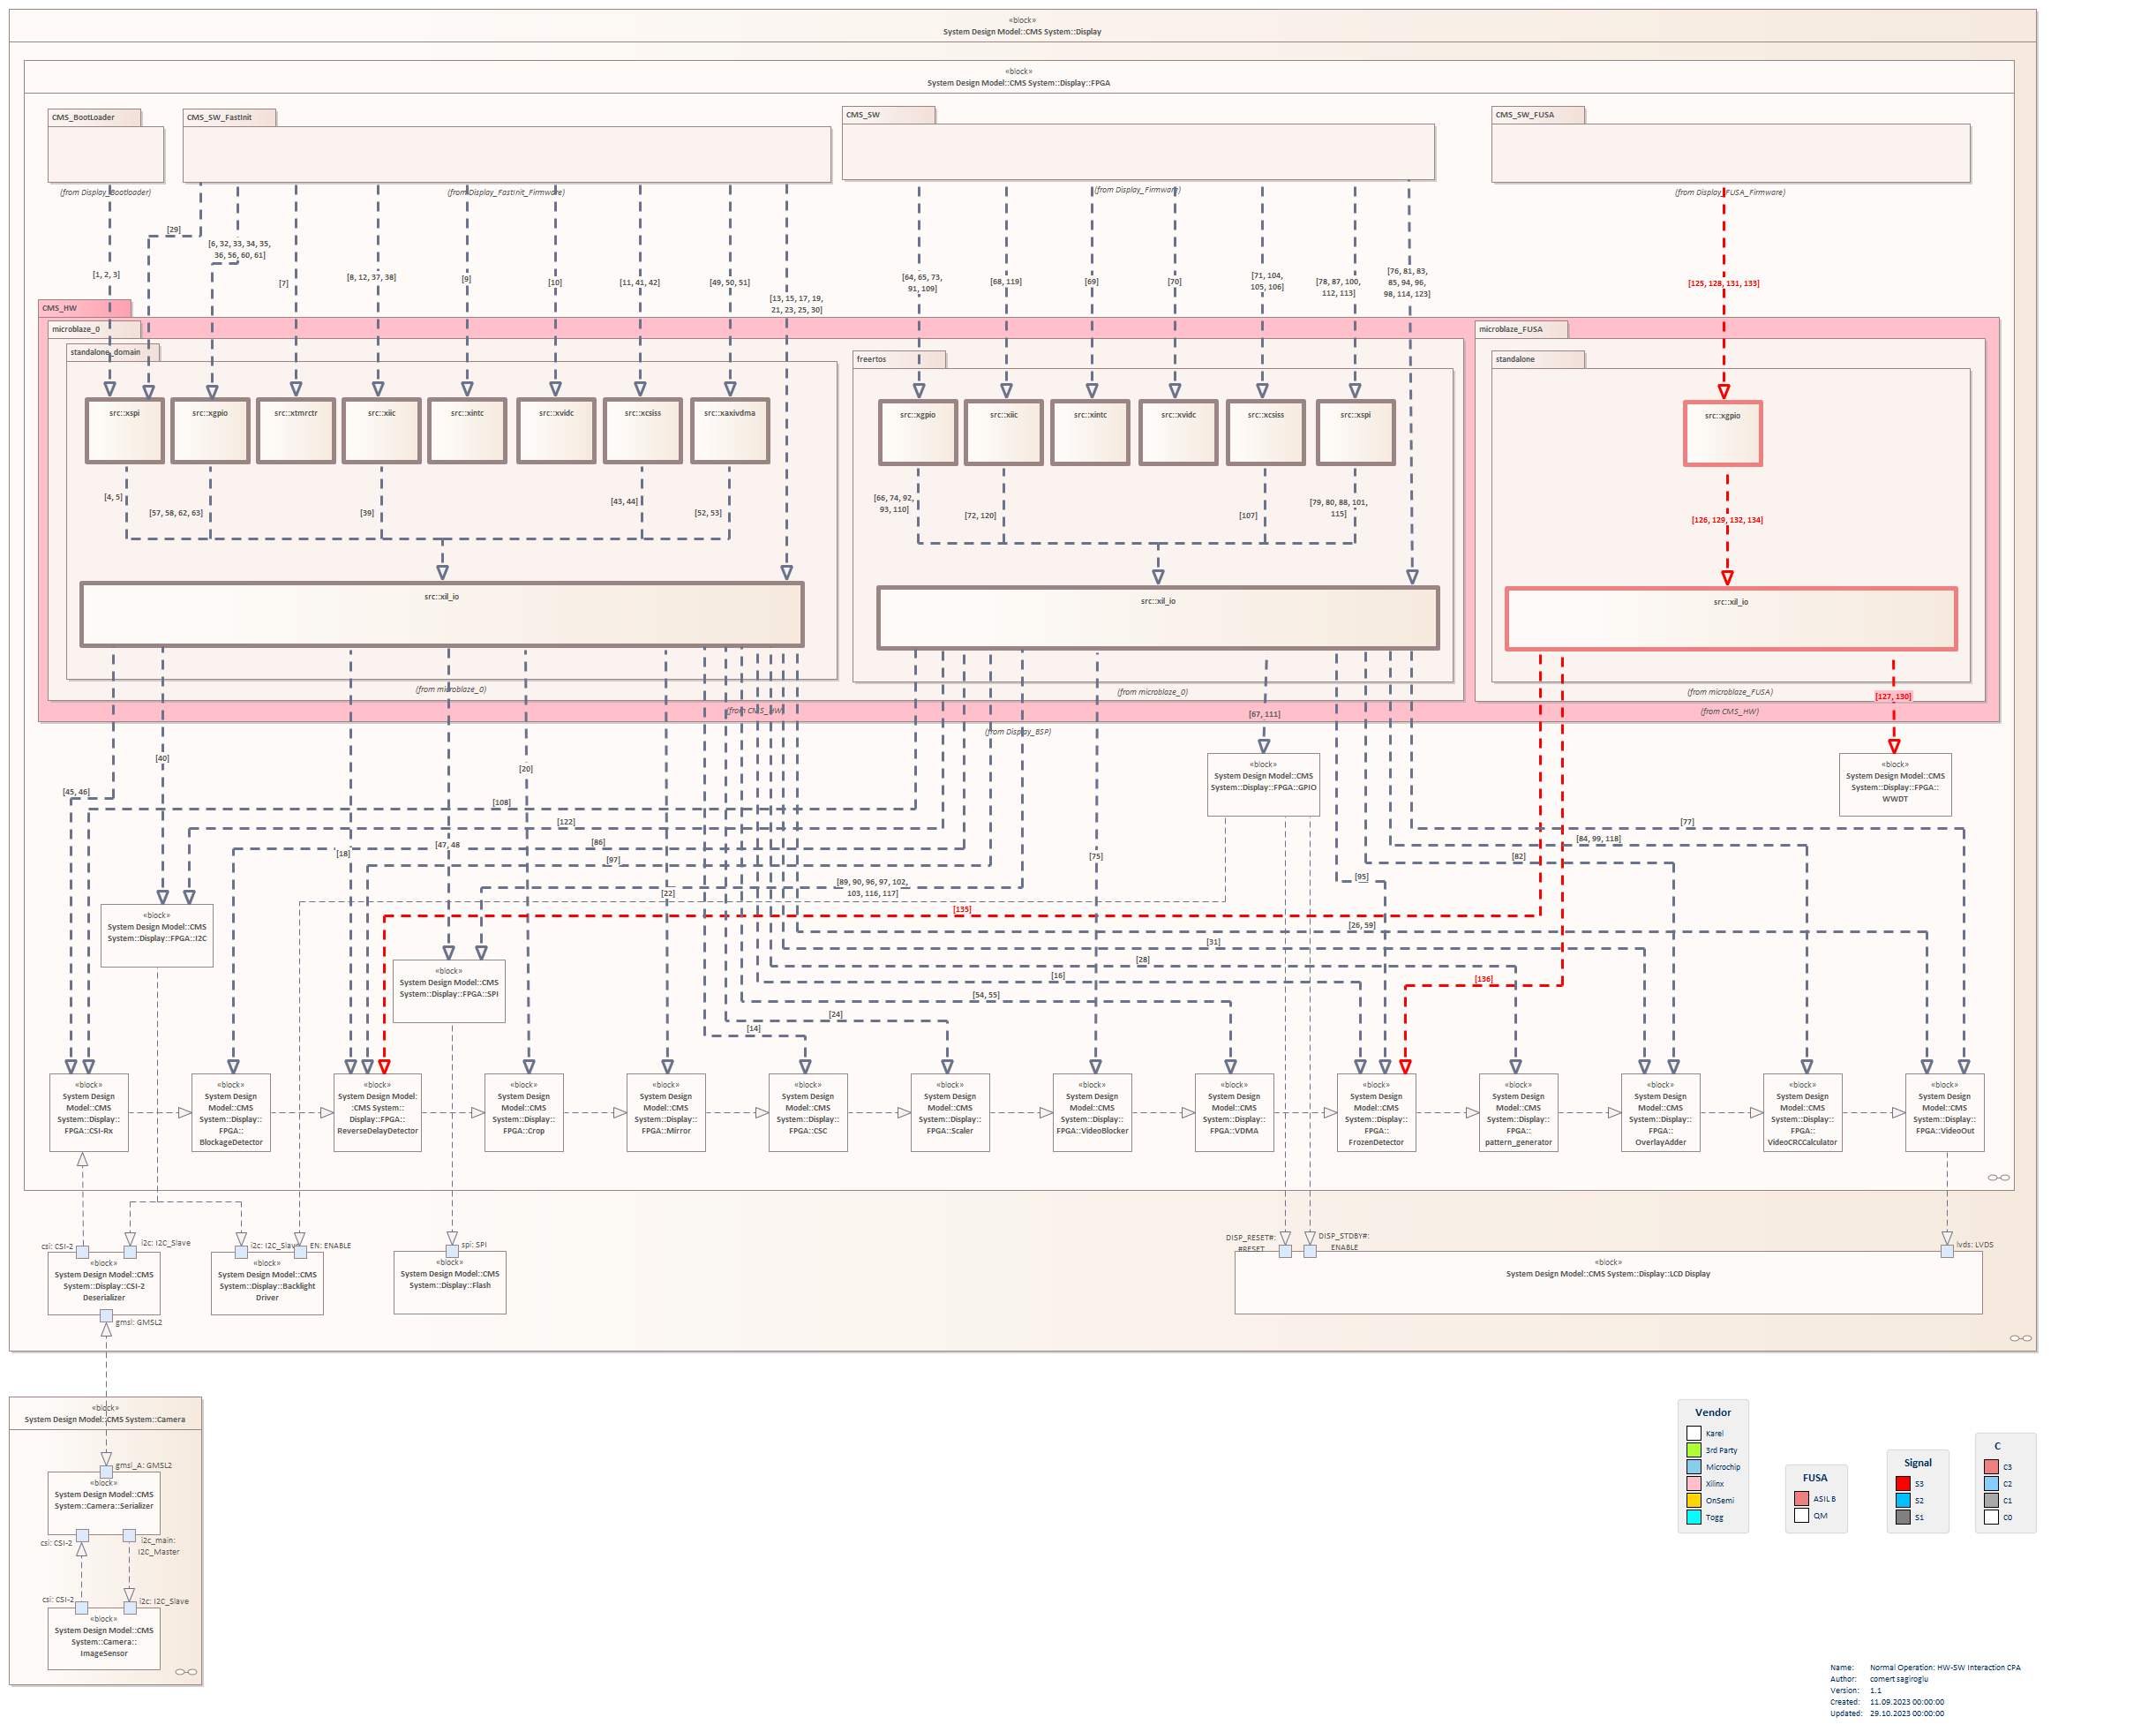 «block»
System Design Model::CMS System::Display
«block»
System Design Model::CMS System::Display::FPGA
CMS_BootLoader
CMS_SW_FastInit
CMS_SW
CMS_SW_FUSA
(from Display_Bootloader)
(from Display_FastInit_Firmware)
(from Display_Firmware)
(from Display_FUSA_Firmware)
[29]
[6, 32, 33, 34, 35,
36, 56, 60, 61]
[1, 2, 3]
[7]
[8, 12, 37, 38]
[9]
[10]
[11, 41, 42]
[49, 50, 51]
[13, 15, 17, 19,
21, 23, 25, 30]
[64, 65, 73,
91, 109]
[68, 119]
[69]
[70]
[71, 104,
105, 106]
[78, 87, 100,
112, 113]
[76, 81, 83,
85, 94, 96,
98, 114, 123]
[125, 128, 131, 133]
CMS_HW
microblaze_0
microblaze_FUSA
standalone_domain
freertos
standalone
src::xspi
src::xgpio
src::xtmrctr
src::xiic
src::xintc
src::xvidc
src::xcsiss
src::xaxivdma
src::xgpio
src::xiic
src::xintc
src::xvidc
src::xcsiss
src::xspi
src::xgpio
[4, 5]
[57, 58, 62, 63]
[39]
[43, 44]
[52, 53]
[66, 74, 92,
93, 110]
[72, 120]
[107]
[79, 80, 88, 101,
115]
[126, 129, 132, 134]
src::xil_io
src::xil_io
src::xil_io
(from microblaze_0)
(from microblaze_0)
(from microblaze_FUSA)
[127, 130]
(from CMS_HW)
(from CMS_HW)
[67, 111]
(from Display_BSP)
«block»
System Design Model::CMS
System::Display::FPGA::GPIO
«block»
System Design Model::CMS
System::Display::FPGA::
WWDT
[40]
[20]
[45, 46]
[108]
[122]
[77]
[86]
[84, 99, 118]
[47, 48
[18]
[97]
[75]
[82]
[95]
[89, 90, 96, 97, 102,
103, 116, 117]
[22]
[135]
[26, 59]
[31]
[28]
[16]
[136]
[54, 55]
[24]
[14]
«block»
System Design Model::CMS
System::Display::FPGA::I2C
«block»
System Design Model::CMS
System::Display::FPGA::SPI
«block»
System Design
Model::CMS
System::Display::
FPGA::CSI-Rx
«block»
System Design
Model::CMS
System::Display::
FPGA::
BlockageDetector
«block»
System Design Model:
:CMS System::
Display::FPGA::
ReverseDelayDetector
«block»
System Design
Model::CMS
System::Display::
FPGA::Crop
«block»
System Design
Model::CMS
System::Display::
FPGA::Mirror
«block»
System Design
Model::CMS
System::Display::
FPGA::CSC
«block»
System Design
Model::CMS
System::Display::
FPGA::Scaler
«block»
System Design
Model::CMS
System::Display::
FPGA::VideoBlocker
«block»
System Design
Model::CMS
System::Display::
FPGA::VDMA
«block»
System Design
Model::CMS
System::Display::
FPGA::
FrozenDetector
«block»
System Design
Model::CMS
System::Display::
FPGA::
pattern_generator
«block»
System Design
Model::CMS
System::Display::
FPGA::
OverlayAdder
«block»
System Design
Model::CMS
System::Display::
FPGA::
VideoCRCCalculator
«block»
System Design
Model::CMS
System::Display::
FPGA::VideoOut
csi: CSI-2
i2c: I2C_Slave
i2c: I2C_Slave
EN: ENABLE
spi: SPI
DISP_RESET#:
#RESET
DISP_STDBY#:
ENABLE
lvds: LVDS
«block»
System Design Model::CMS
System::Display::CSI-2
Deserializer
«block»
System Design Model::CMS
System::Display::Backlight
Driver
«block»
System Design Model::CMS
System::Display::Flash
«block»
System Design Model::CMS System::Display::LCD Display
gmsl: GMSL2
«block»
System Design Model::CMS System::Camera
gmsl_A: GMSL2
«block»
System Design Model::CMS
System::Camera::Serializer
csi: CSI-2
i2c_main:
I2C_Master
csi: CSI-2
i2c: I2C_Slave
«block»
System Design Model::CMS
System::Camera::
ImageSensor
Vendor
Karel
3rd Party
Microchip
Xilinx
OnSemi
Togg
FUSA
ASIL B
QM
Signal
S3
S2
S1
C
C3
C2
C1
C0
Name: Normal Operation: HW-SW Interaction CPA
Author: comert sagiroglu
Version: 1.1
Created: 11.09.2023 00:00:00
Updated: 29.10.2023 00:00:00